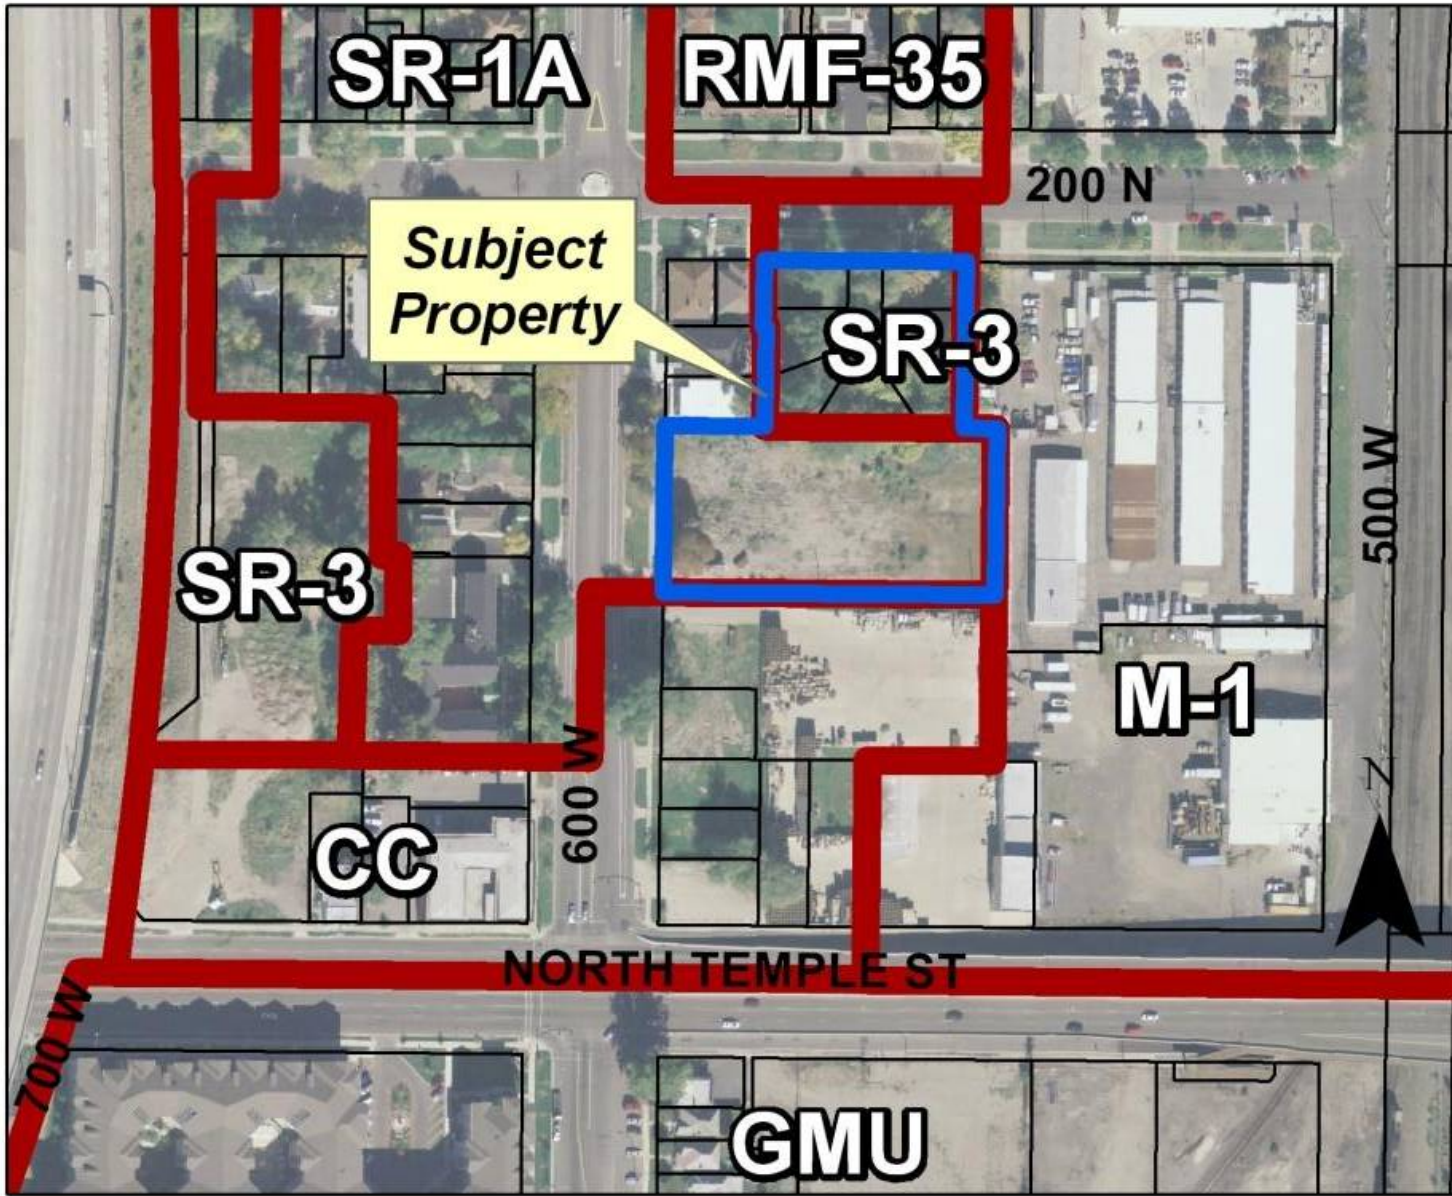 SR-1A
RMF-35
200 N
Subject
Property
SR-3
500 W
SR-3
M-1
600 W
N
CC
NORTH TEMPLE ST
700 W
GMU